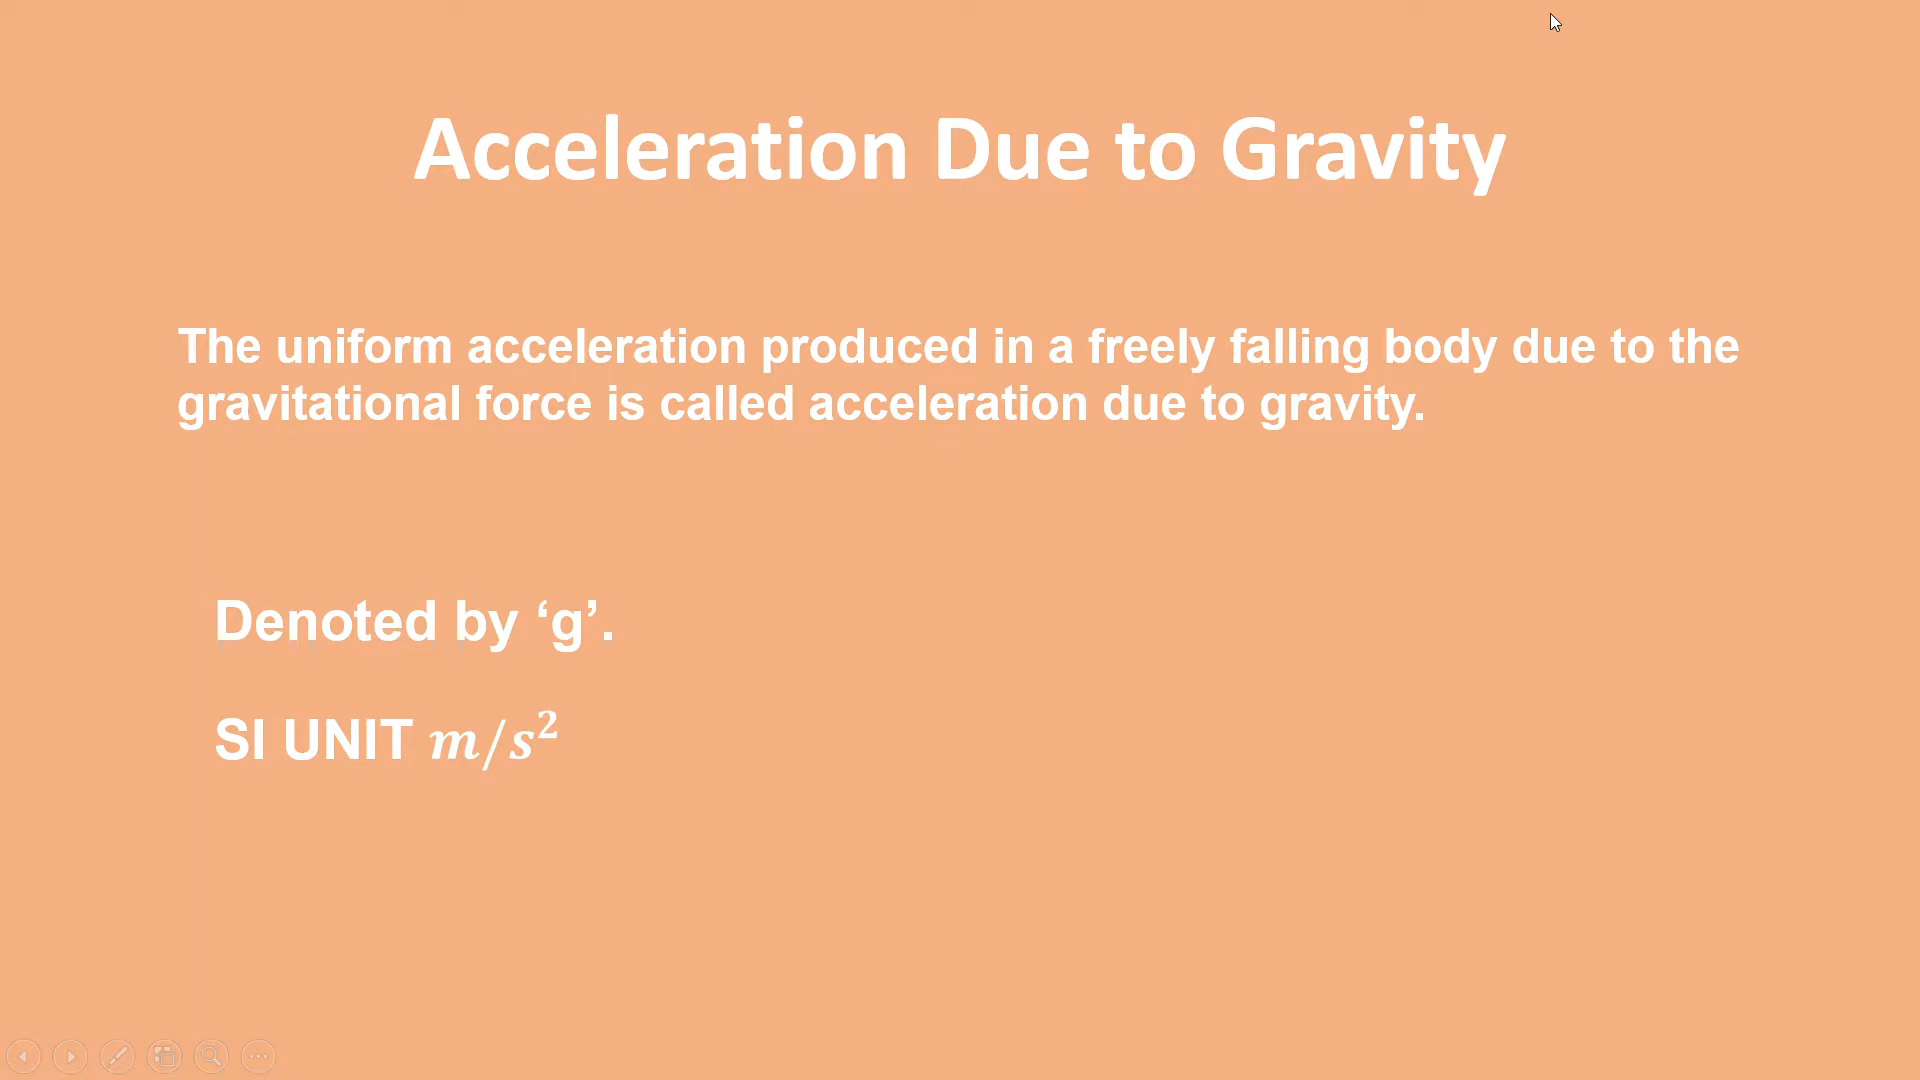 Acceleration Due to Gravity
The uniform acceleration produced in a freely falling body due to the
gravitational force is called acceleration due to gravity.
Denoted by ‘g’.
SI UNIT m/s²